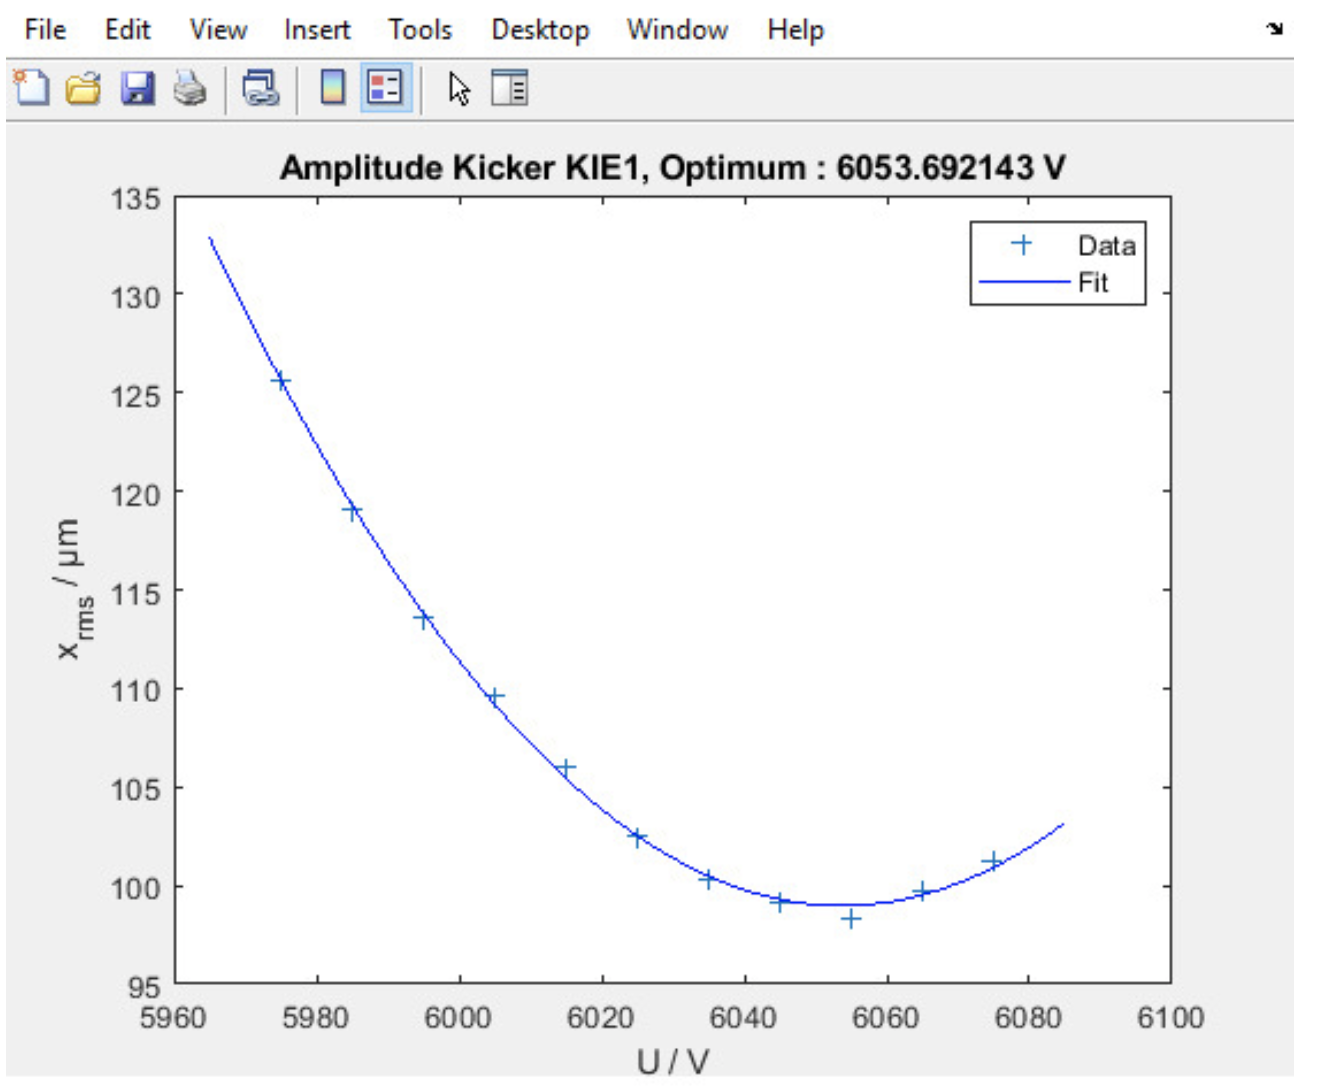 File Edit View Insert Tools Desktop Window Help
Amplitude Kicker KIE1, Optimum : 6053.692143 V
135
130
125
120
115
110
105
100
95
x_rms / µm
Data
Fit
5960 5980 6000 6020 6040 6060 6080 6100
U / V